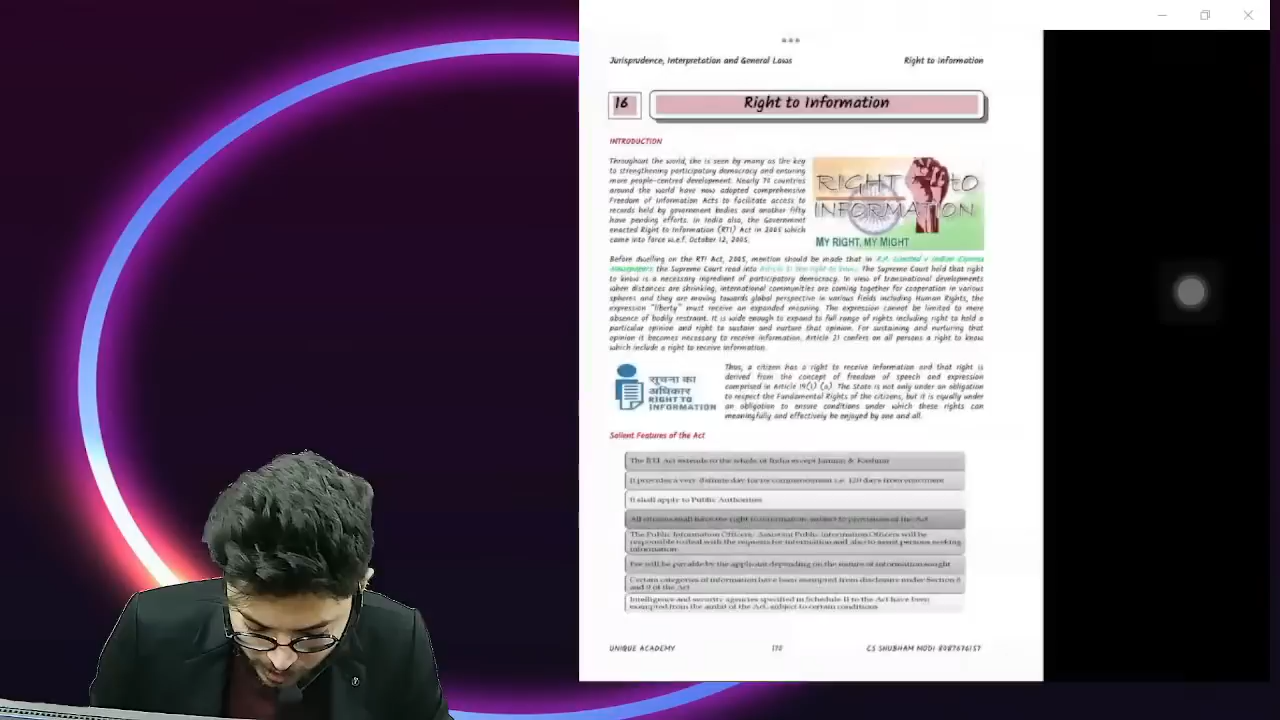 Jurisprudence, Interpretation and General Laws
Right to Information
16
Right to Information
INTRODUCTION
Throughout the world, the is seen by many as the key
to strengthening participatory democracy and ensuring
more people-centred development. Nearly 70 countries
around the world have now adopted comprehensive
Freedom of Information Acts to facilitate access to
records held by government bodies and another fifty
have pending efforts. In India also, the Government
enacted Right to Information (RTI) Act in 2005 which
came into force w.e.f. October 12, 2005.
RIGHT to
INFORMATION
MY RIGHT, MY MIGHT
Before dwelling on the RTI Act, 2005, mention should be made that in R.P. Limited v Indian Express
Newspapers the Supreme Court read into Article 21 the right to know. The Supreme Court held that right
to know is a necessary ingredient of participatory democracy. In view of transnational developments
when distances are shrinking, international communities are coming together for cooperation in various
spheres and they are moving towards global perspective in various fields including Human Rights, the
expression "liberty" must receive an expanded meaning. The expression cannot be limited to mere
absence of bodily restraint. It is wide enough to expand to full range of rights including right to hold a
particular opinion and right to sustain and nurture that opinion. For sustaining and nurturing that
opinion it becomes necessary to receive information. Article 21 confers on all persons a right to know
which include a right to receive information.
सूचना का
अधिकार
RIGHT TO
INFORMATION
Thus, a citizen has a right to receive information and that right is
derived from the concept of freedom of speech and expression
comprised in Article 19(1) (a). The State is not only under an obligation
to respect the Fundamental Rights of the citizens, but it is equally under
an obligation to ensure conditions under which these rights can
meaningfully and effectively be enjoyed by one and all.
Salient Features of the Act
The RTI Act extends to the whole of India except Jammu & Kashmir
It provides a very definite day for its commencement i.e. 120 days from enactment
It shall apply to Public Authorities
All citizens shall have the right to information, subject to provisions of the Act
The Public Information Officers/ Assistant Public Information Officers will be
responsible to deal with the requests for information and also to assist persons seeking
information
Fee will be payable by the applicant depending on the nature of information sought
Certain categories of information have been exempted from disclosure under Section 8
and 9 of the Act
Intelligence and security agencies specified in Schedule II to the Act have been
exempted from the ambit of the Act, subject to certain conditions
UNIQUE ACADEMY
170
CS SHUBHAM MODI 8087676157